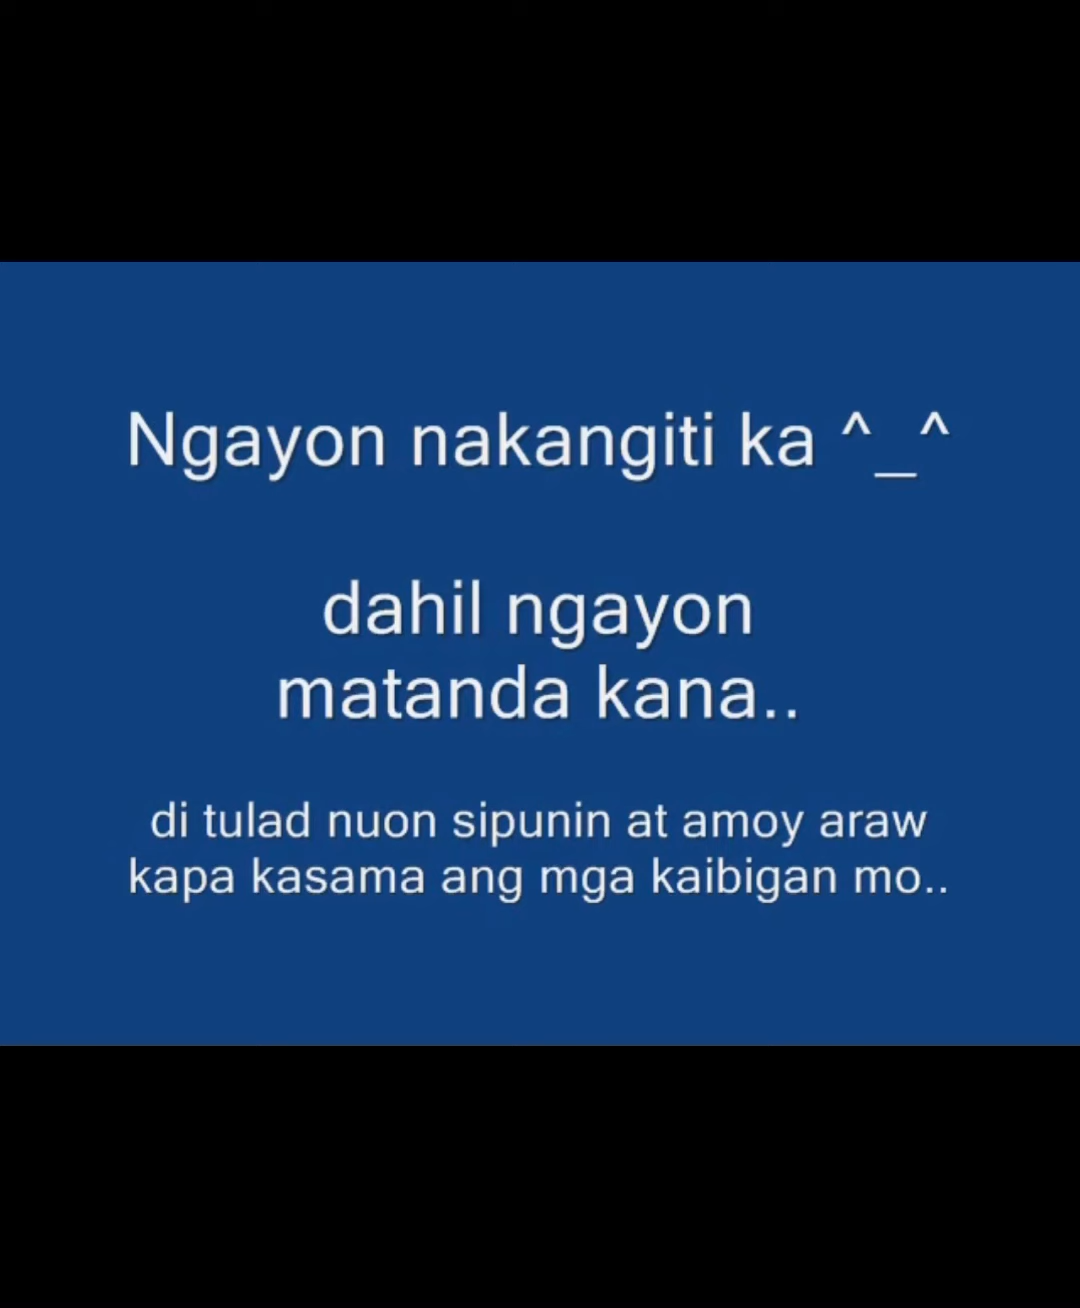 Ngayon nakangiti ka ^_^
dahil ngayon
matanda kana..
di tulad nuon sipunin at amoy araw
kapa kasama ang mga kaibigan mo..